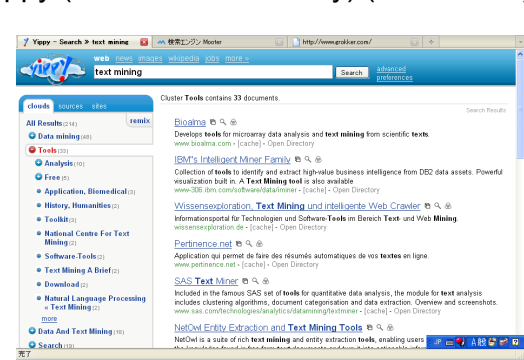 Yippy - Search » text mining
検索エンジン Mooter
http://www.grokker.com/
web news images wikipedia jobs more »
yippy!
text mining
Search
advanced
preferences
clouds sources sites
remix
All Results (214)
Data mining (48)
Tools (33)
Analysis (10)
Free (6)
Application, Biomedical (3)
History, Humanities (2)
Toolkit (3)
National Centre For Text
Mining (2)
Software-Tools (2)
Text Mining A Brief (2)
Download (2)
Natural Language Processing
« Text Mining (2)
more
Data And Text Mining (18)
Search (19)
Cluster Tools contains 33 documents.
Search Results
Bioalma
Develops tools for microarray data analysis and text mining from scientific texts.
www.bioalma.com - [cache] - Open Directory
IBM"s Intelligent Miner Family
Collection of tools to identify and extract high-value business intelligence from DB2 data assets. Powerful
visualization built in. A Text Mining tool is also available
www-306.ibm.com/software/data/iminer - [cache] - Open Directory
Wissensexploration, Text Mining und intelligente Web Crawler
Informationsportal für Technologien und Software-Tools im Bereich Text- und Web Mining.
wissensexploration.de - [cache] - Open Directory
Pertinence.net
Application qui permet de faire des résumés automatiques de vos textes en ligne.
www.pertinence.net - [cache] - Open Directory
SAS Text Miner
Included in the famous SAS set of tools for quantitative data analysis, the module for text analysis
includes clustering algorithms, document categorisation and data extraction. Overview and screenshots.
www.sas.com/technologies/analytics/datamining/textminer - [cache] - Open Directory
NetOwl Entity Extraction and Text Mining Tools
NetOwl is a suite of rich text mining and entity extraction tools, enabling users
JP A般
完了